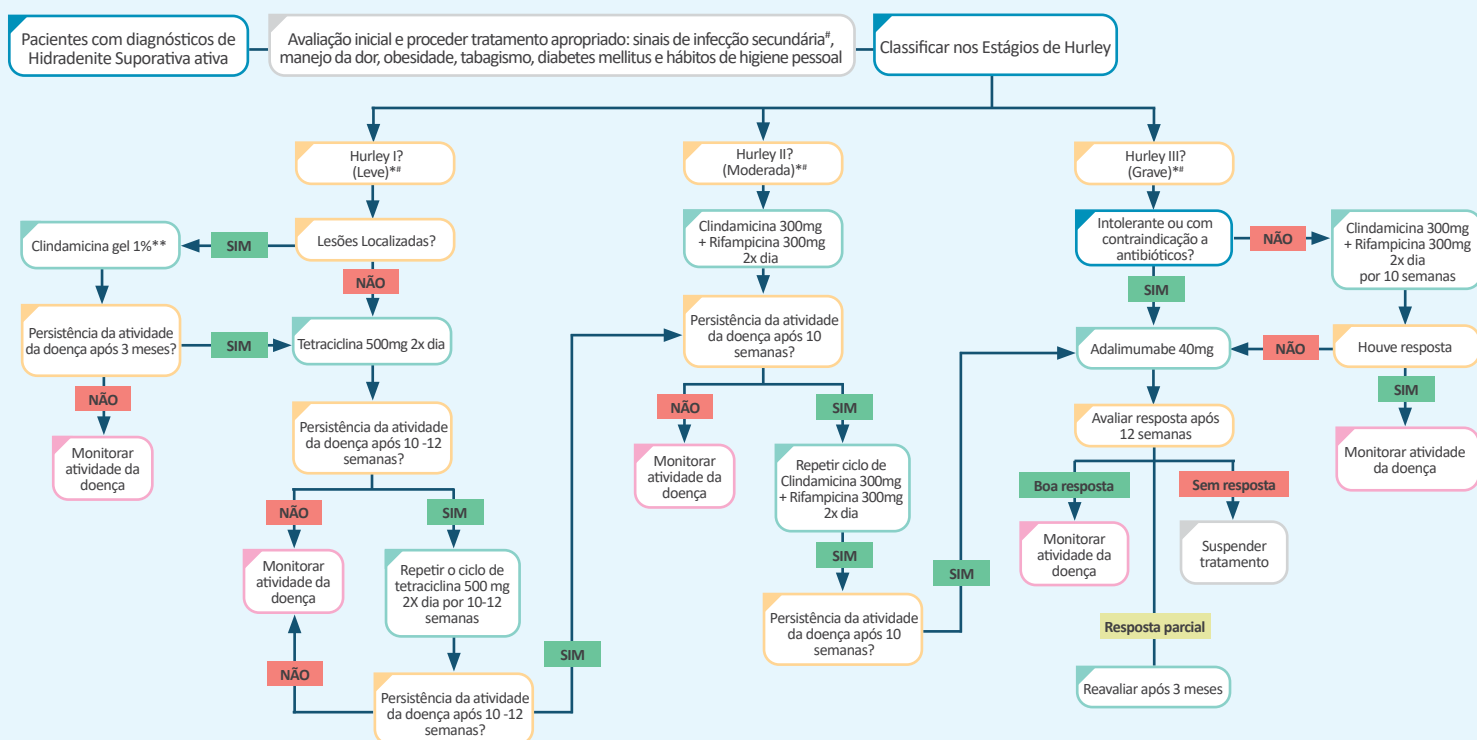 Pacientes com diagnósticos de
Hidradenite Suporativa ativa
Avaliação inicial e proceder tratamento apropriado: sinais de infecção secundária#,
manejo da dor, obesidade, tabagismo, diabetes mellitus e hábitos de higiene pessoal
Classificar nos Estágios de Hurley
Hurley I?
(Leve)*#
Lesões Localizadas?
SIM
Clindamicina gel 1%**
NÃO
Persistência da atividade
da doença após 3 meses?
SIM
Tetraciclina 500mg 2x dia
NÃO
Monitorar
atividade da
doença
Persistência da atividade
da doença após 10 -12
semanas?
NÃO
SIM
Monitorar
atividade da
doença
Repetir o ciclo de
tetraciclina 500 mg
2X dia por 10-12
semanas
NÃO
Persistência da atividade
da doença após 10 -12
semanas?
SIM
Hurley II?
(Moderada)*#
Clindamicina 300mg
+ Rifampicina 300mg
2x dia
Persistência da atividade
da doença após 10
semanas?
NÃO
SIM
Monitorar
atividade da
doença
Repetir ciclo de
Clindamicina 300mg
+ Rifampicina 300mg
2x dia
SIM
Persistência da atividade
da doença após 10
semanas?
SIM
Hurley III?
(Grave)*#
Intolerante ou com
contraindicação a
antibióticos?
NÃO
Clindamicina 300mg
+ Rifampicina 300mg
2x dia
por 10 semanas
SIM
Adalimumabe 40mg
NÃO
Houve resposta
SIM
Monitorar atividade
da doença
Avaliar resposta após
12 semanas
Boa resposta
Sem resposta
Monitorar
atividade da
doença
Suspender
tratamento
Resposta parcial
Reavaliar após 3 meses